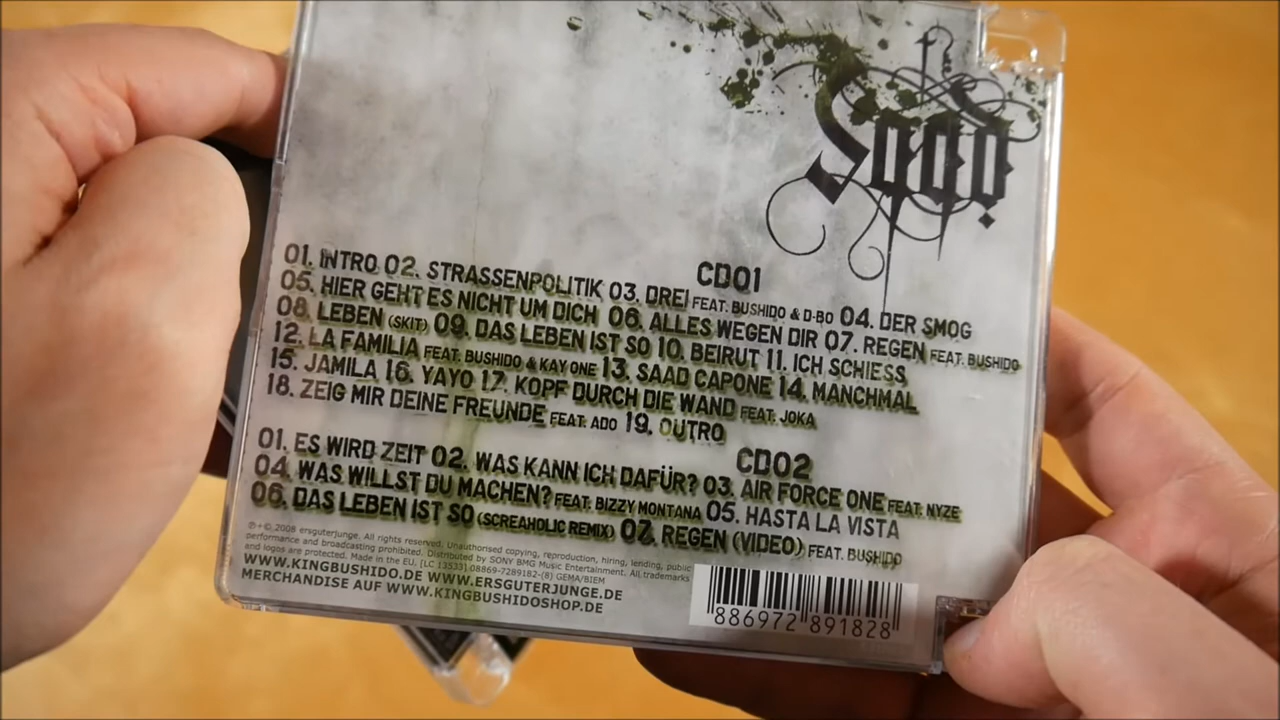 Saad
CD01
01. INTRO 02. STRASSENPOLITIK 03. DREI FEAT. BUSHIDO & D-BO 04. DER SMOG
05. HIER GEHT ES NICHT UM DICH 06. ALLES WEGEN DIR 07. REGEN FEAT. BUSHIDO
08. LEBEN (SKIT) 09. DAS LEBEN IST SO 10. BEIRUT 11. ICH SCHIESS
12. LA FAMILIA FEAT. BUSHIDO & KAY ONE 13. SAAD CAPONE 14. MANCHMAL
15. JAMILA 16. YAYO 17. KOPF DURCH DIE WAND FEAT. JOKA
18. ZEIG MIR DEINE FREUNDE FEAT. ADO 19. OUTRO
CD02
01. ES WIRD ZEIT 02. WAS KANN ICH DAFÜR? 03. AIR FORCE ONE FEAT. NYZE
04. WAS WILLST DU MACHEN? FEAT. BIZZY MONTANA 05. HASTA LA VISTA
06. DAS LEBEN IST SO (SCREAHOLIC REMIX) 07. REGEN (VIDEO) FEAT. BUSHIDO
℗+© 2008 ersguterjunge. All rights reserved. Unauthorised copying, reproduction, hiring, lending, public
performance and broadcasting prohibited. Distributed by SONY BMG Music Entertainment. All trademarks
and logos are protected. Made in the EU. [LC 13533] 08869-7289182-(8) GEMA/BIEM
WWW.KINGBUSHIDO.DE WWW.ERSGUTERJUNGE.DE
MERCHANDISE AUF WWW.KINGBUSHIDOSHOP.DE
886972 891828